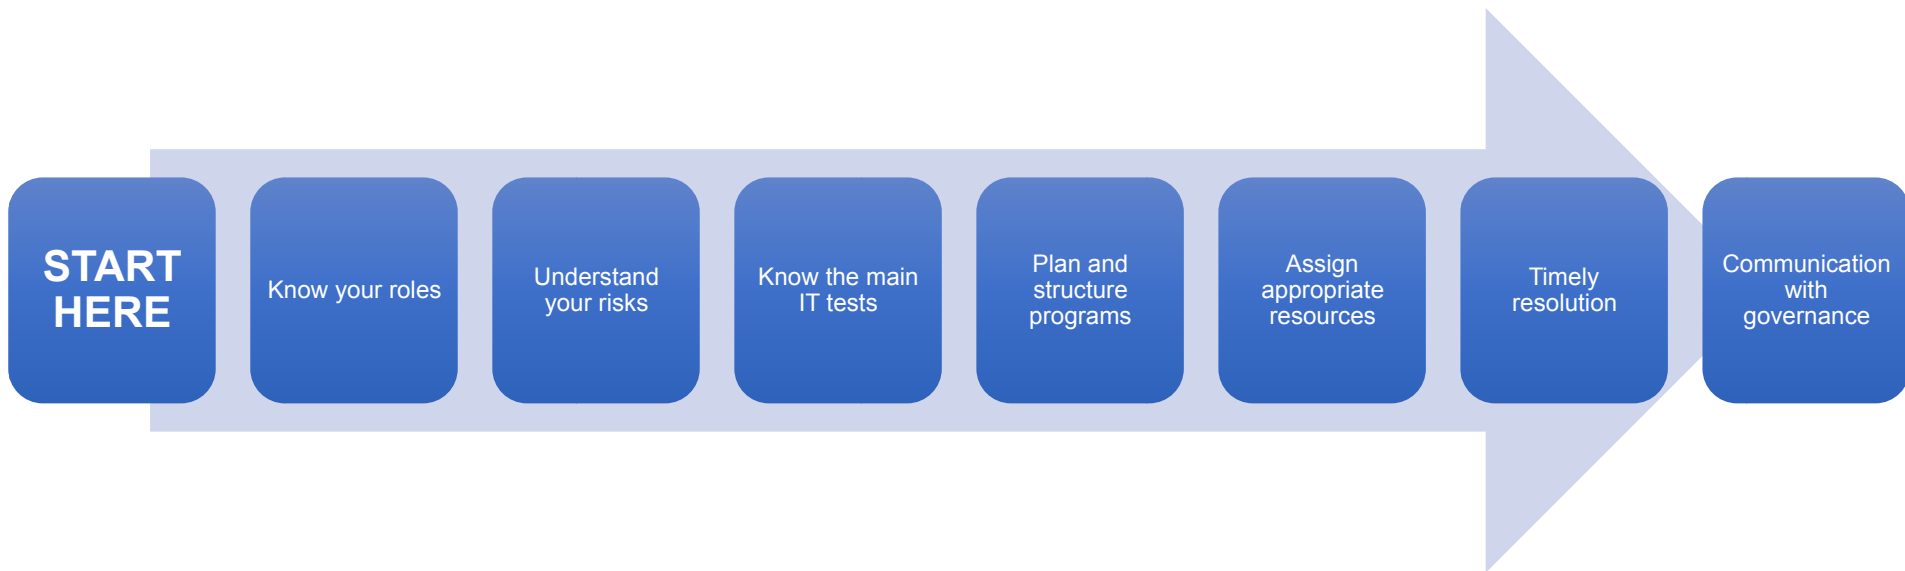 START
HERE
Know your roles
Understand
your risks
Know the main
IT tests
Plan and
structure
programs
Assign
appropriate
resources
Timely
resolution
Communication
with
governance